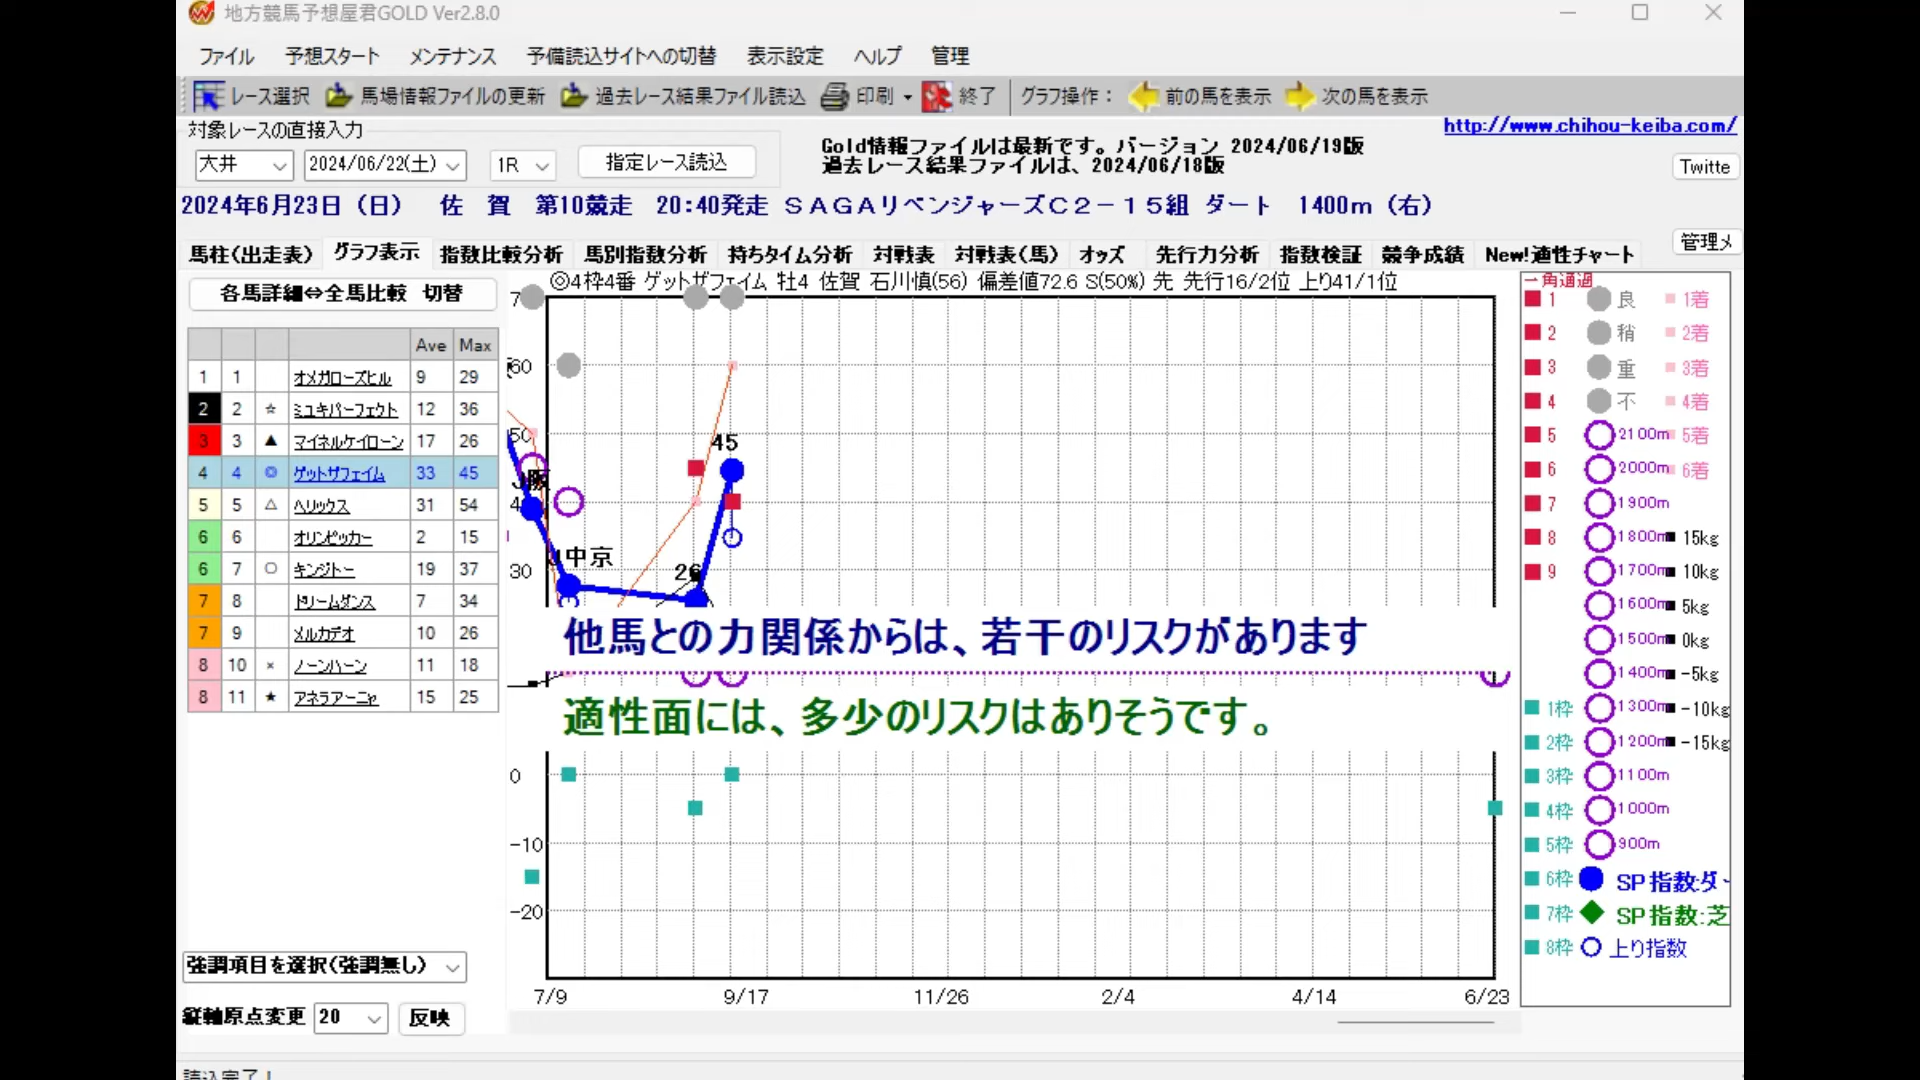 地方競馬予想屋君GOLD Ver2.8.0
ファイル 予想スタート メンテナンス 予備読込サイトへの切替 表示設定 ヘルプ 管理
レース選択 馬場情報ファイルの更新 過去レース結果ファイル読込 印刷 終了 グラフ操作： 前の馬を表示 次の馬を表示
対象レースの直接入力
http://www.chihou-keiba.com/
大井 2024/06/22(土) 1R 指定レース読込
Gold情報ファイルは最新です。バージョン 2024/06/19版
過去レース結果ファイルは、2024/06/18版
Twitte
2024年6月23日（日） 佐 賀 第10競走 20:40発走 ＳＡＧＡリベンジャーズＣ２－１５組 ダート 1400m（右）
管理メ
馬柱(出走表) グラフ表示 指数比較分析 馬別指数分析 持ちタイム分析 対戦表 対戦表(馬) オッズ 先行力分析 指数検証 競争成績 New!適性チャート
各馬詳細⇔全馬比較 切替
◎4枠4番 ゲットザフェイム 牡4 佐賀 石川慎(56) 偏差値72.6 S(50%) 先 先行16/2位 上り41/1位
Ave Max
1 1 オメガローズヒル 9 29
2 2 ☆ ミユキパーフェクト 12 36
3 3 ▲ マイネルケイローン 17 26
4 4 ◎ ゲットザフェイム 33 45
5 5 △ ヘリックス 31 54
6 6 オリンピッカー 2 15
6 7 ○ キンジトー 19 37
7 8 ドリームダンス 7 34
7 9 メルカデオ 10 26
8 10 × ノーンハーン 11 18
8 11 ★ アネラアーニャ 15 25
7
60
50
4
30
0
-10
-20
45
J阪
J中京
26
他馬との力関係からは、若干のリスクがあります
適性面には、多少のリスクはありそうです。
7/9 9/17 11/26 2/4 4/14 6/23
一角通過
1 良 1着
2 稍 2着
3 重 3着
4 不 4着
5 2100m 5着
6 2000m 6着
7 1900m
8 1800m 15kg
9 1700m 10kg
1600m 5kg
1500m 0kg
1400m -5kg
1枠 1300m -10kg
2枠 1200m -15kg
3枠 1100m
4枠 1000m
5枠 900m
6枠 SP指数:ダ
7枠 SP指数:芝
8枠 上り指数
強調項目を選択(強調無し)
縦軸原点変更 20 反映
読込完了！